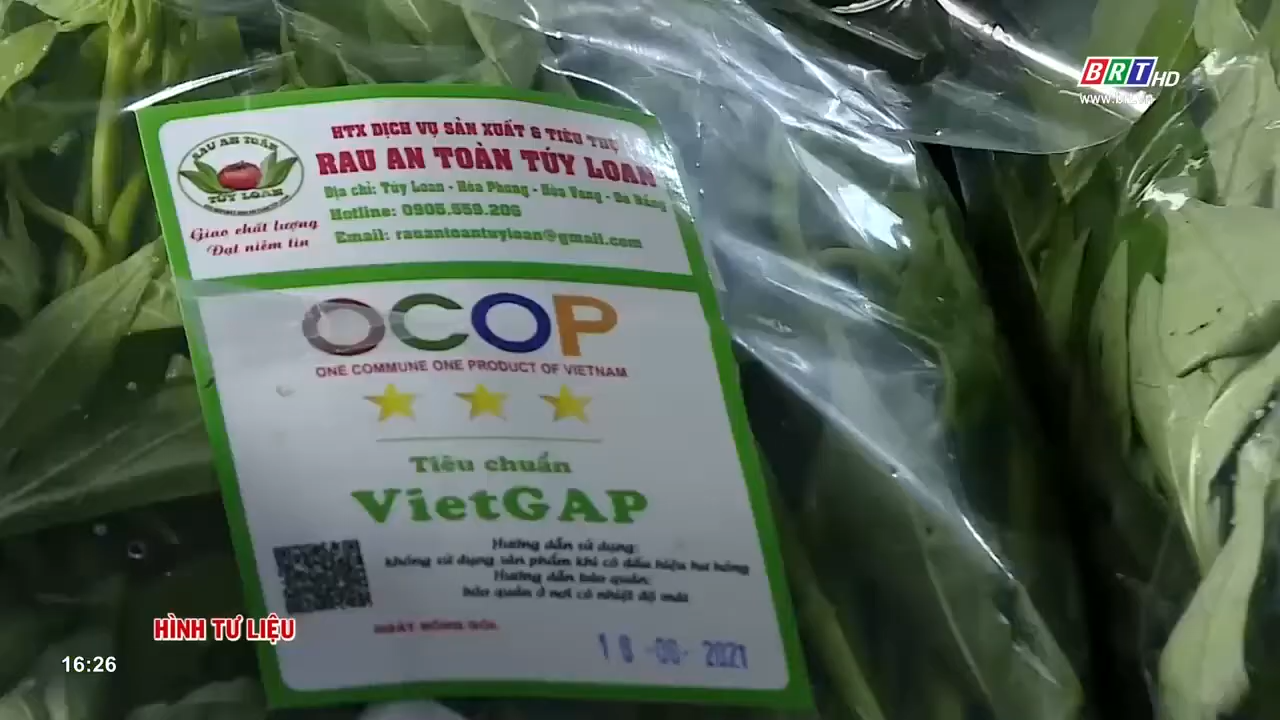 BRT HD
www.brt.vn
HTX DỊCH VỤ SẢN XUẤT & TIÊU THỤ
RAU AN TOÀN TÚY LOAN
Địa chỉ: Túy Loan - Hòa Phong - Hòa Vang - Đà Nẵng
Hotline: 0905.559.206
Email: rauantoantuyloan@gmail.com
RAU AN TOÀN
TÚY LOAN
Giao chất lượng
Đạt niềm tin
OCOP
ONE COMMUNE ONE PRODUCT OF VIETNAM
Tiêu chuẩn
VietGAP
Hướng dẫn sử dụng:
không sử dụng sản phẩm khi có dấu hiệu hư hỏng
Hướng dẫn bảo quản:
bảo quản ở nơi có nhiệt độ mát
NGÀY ĐÓNG GÓI:
2021
HÌNH TƯ LIỆU
16:26